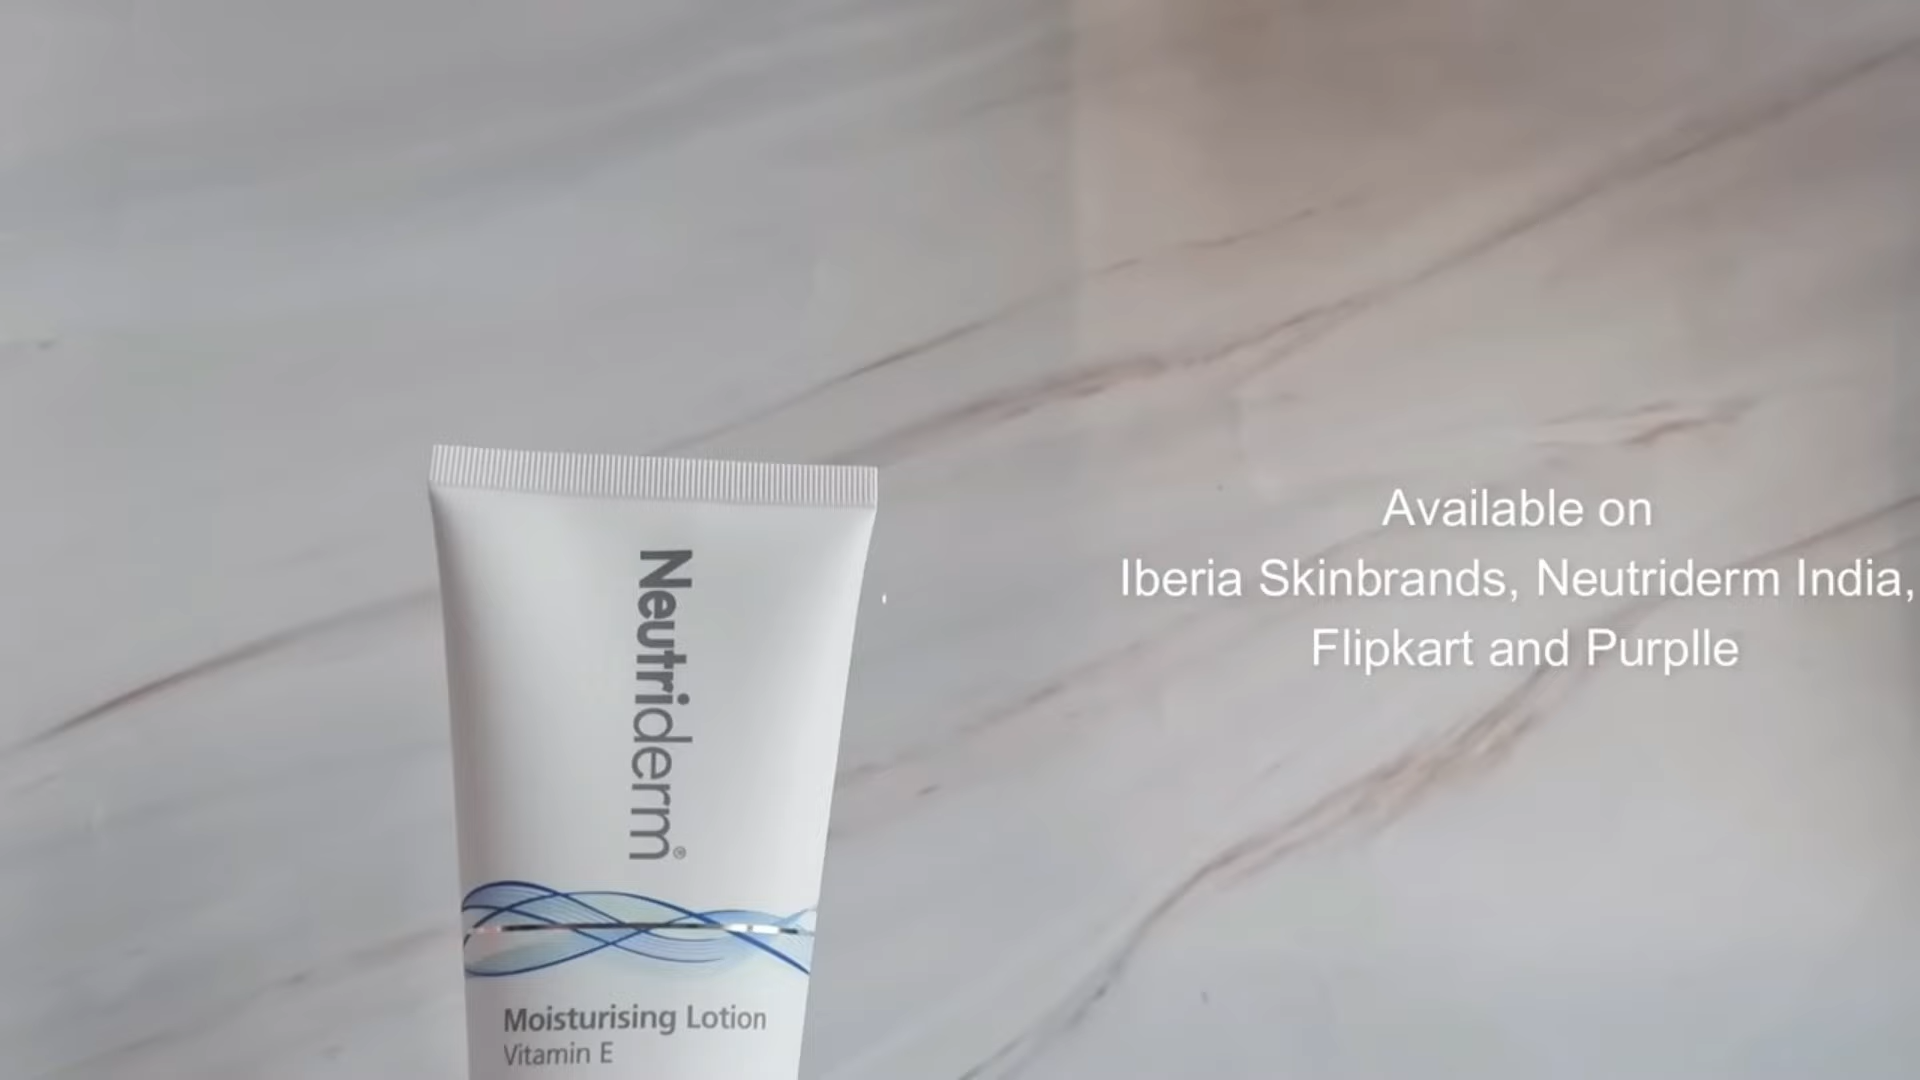 Neutriderm®
Moisturising Lotion
Vitamin E
Available on
Iberia Skinbrands, Neutriderm India,
Flipkart and Purplle